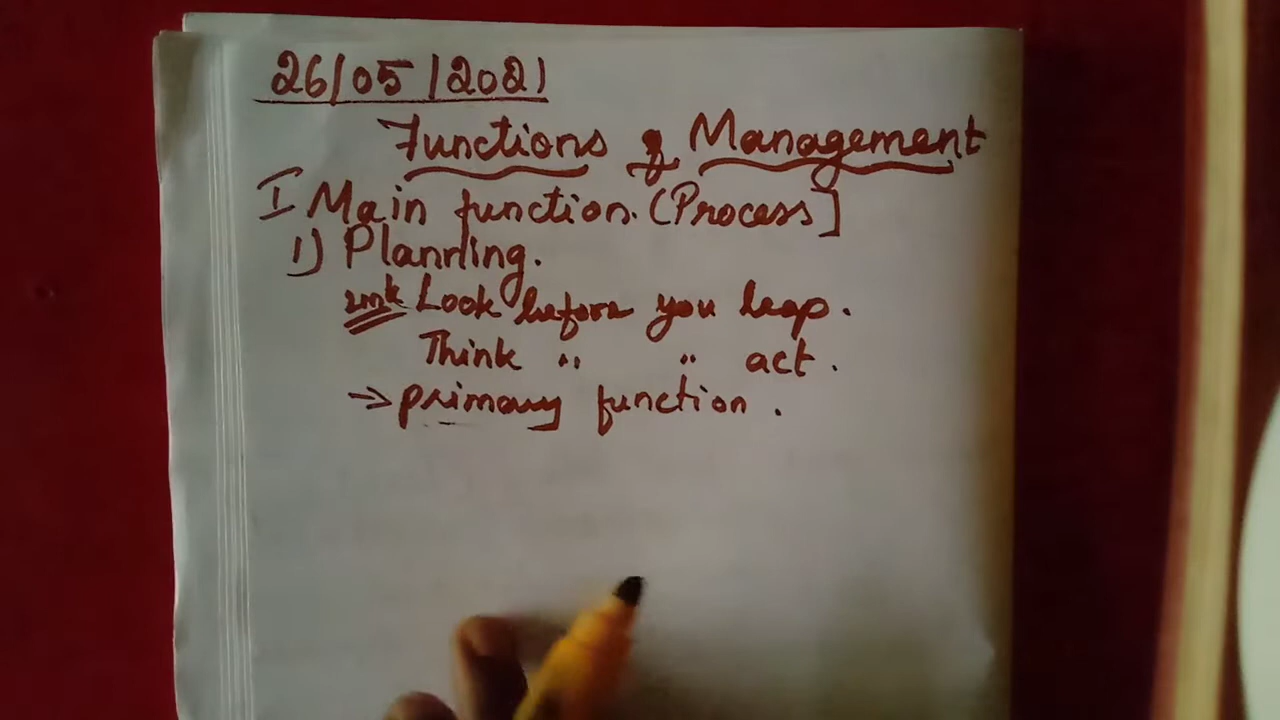 26/05/2021
Functions of Management
I Main function. (Process]
1) Planning.
2mk Look before you leap.
Think " " act.
→ primary function.